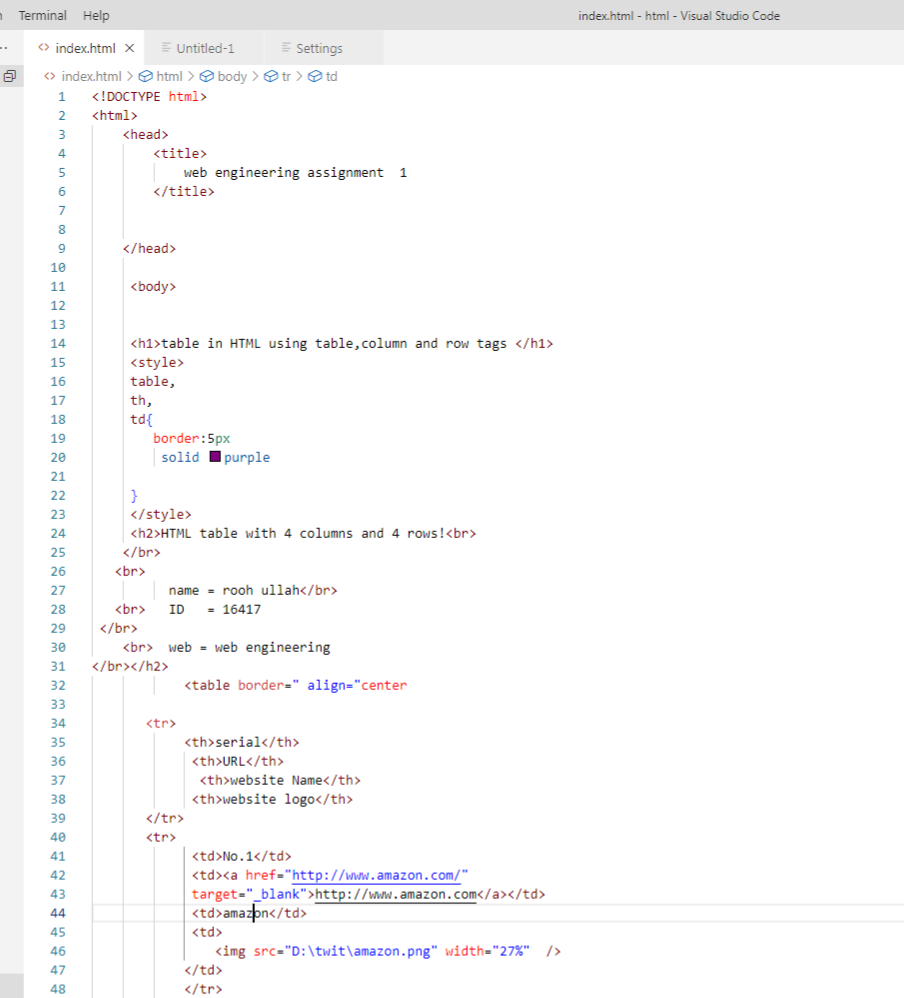 Terminal Help index.html - html - Visual Studio Code
index.html Untitled-1 Settings
index.html > html > body > tr > td
1 <!DOCTYPE html>
2 <html>
3 <head>
4 <title>
5 web engineering assignment 1
6 </title>
7
8
9 </head>
10
11 <body>
12
13
14 <h1>table in HTML using table,column and row tags </h1>
15 <style>
16 table,
17 th,
18 td{
19 border:5px
20 solid purple
21
22 }
23 </style>
24 <h2>HTML table with 4 columns and 4 rows!<br>
25 </br>
26 <br>
27 name = rooh ullah</br>
28 <br> ID = 16417
29 </br>
30 <br> web = web engineering
31 </br></h2>
32 <table border=" align="center
33
34 <tr>
35 <th>serial</th>
36 <th>URL</th>
37 <th>website Name</th>
38 <th>website logo</th>
39 </tr>
40 <tr>
41 <td>No.1</td>
42 <td><a href="http://www.amazon.com/"
43 target="_blank">http://www.amazon.com</a></td>
44 <td>amazon</td>
45 <td>
46 <img src="D:\twit\amazon.png" width="27%" />
47 </td>
48 </tr>